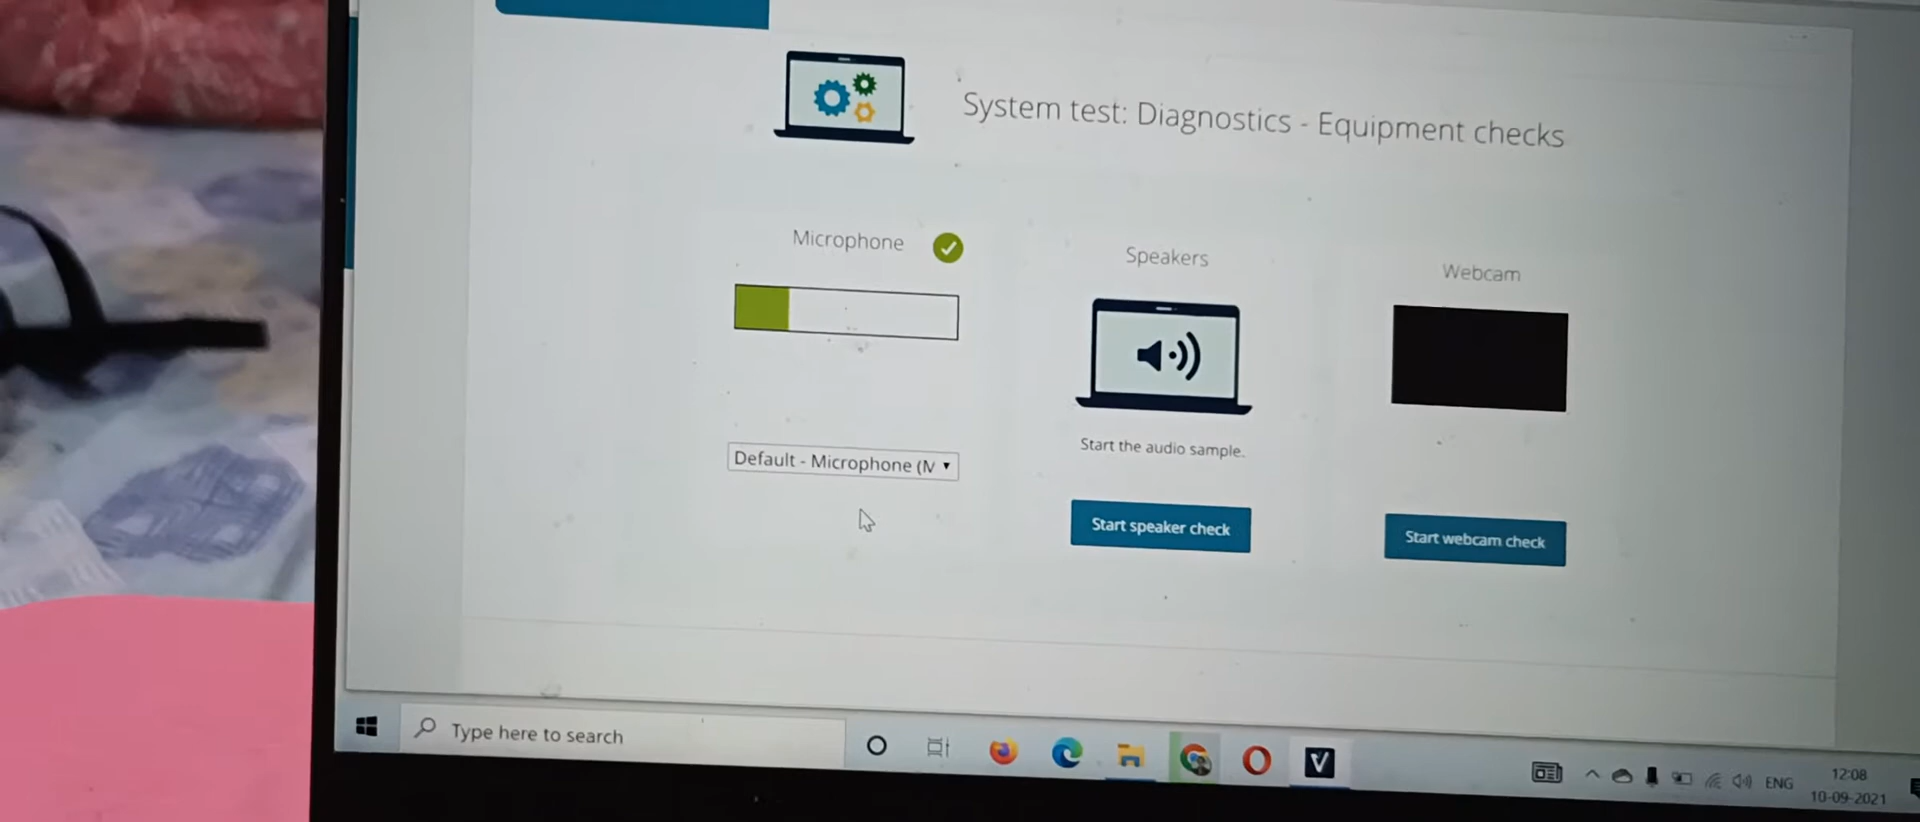 System test: Diagnostics - Equipment checks
Microphone
Speakers
Webcam
Default - Microphone (M
Start the audio sample.
Start speaker check
Start webcam check
Type here to search
ENG
12:08
10-09-2021